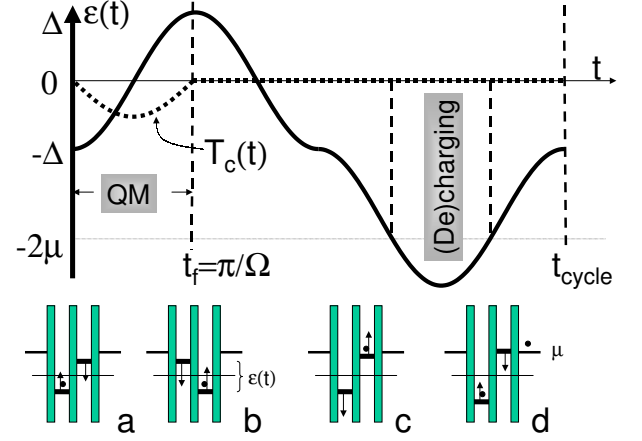 Δ ε(t)
0 t
-Δ T_c(t)
QM
(De)charging
-2μ
t_f=π/Ω t_cycle
μ
ε(t)
a b c d